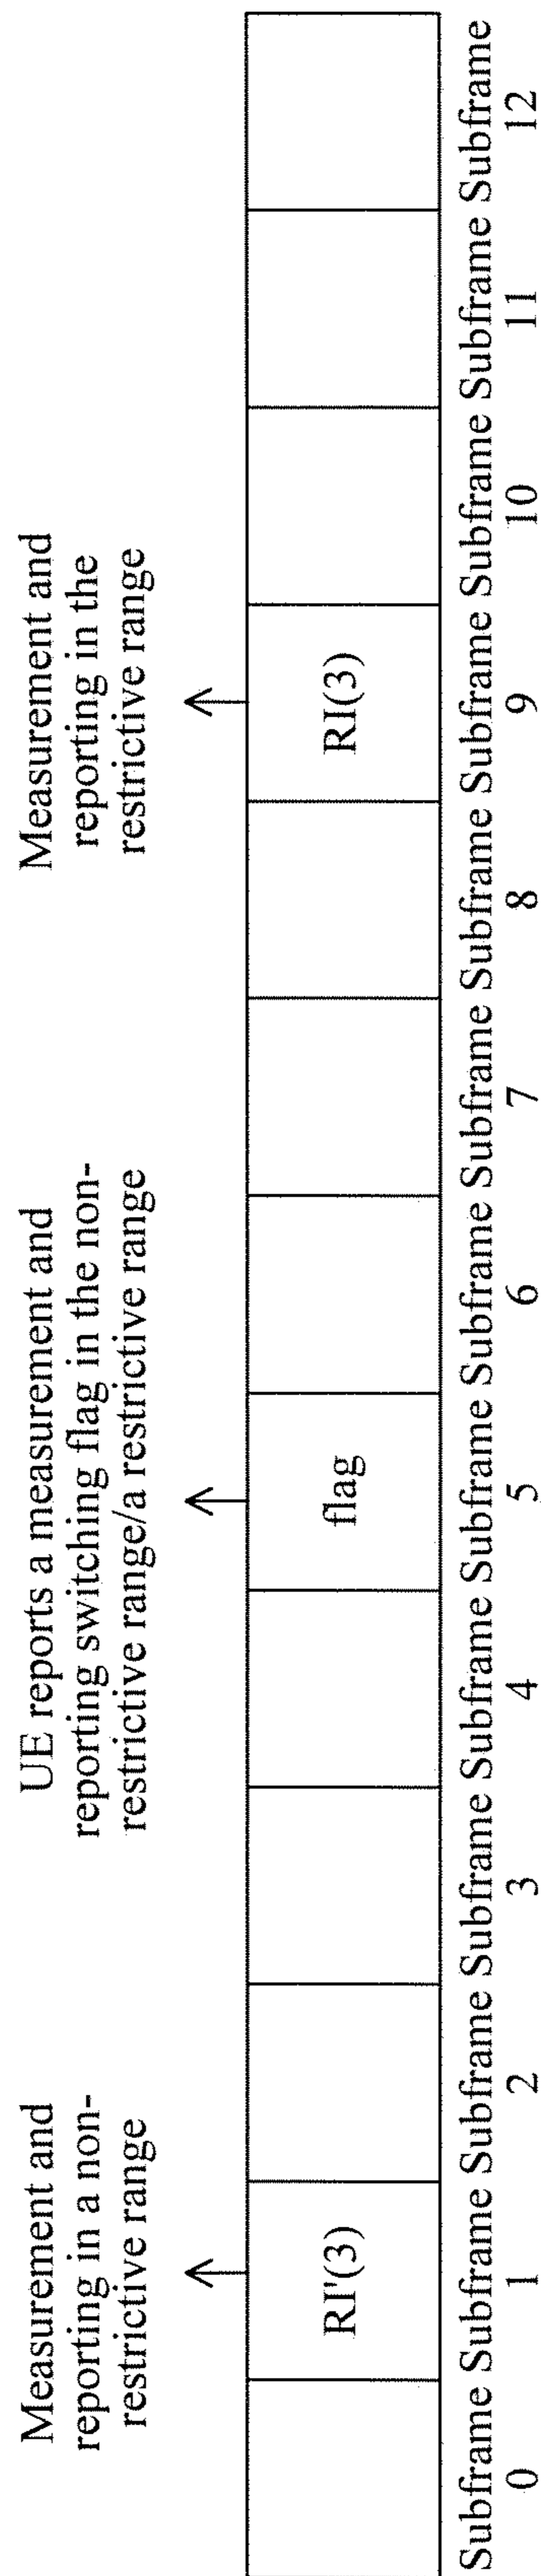 Measurement and
reporting in a non-
restrictive range
UE reports a measurement and
reporting switching flag in the non-
restrictive range/a restrictive range
Measurement and
reporting in the
restrictive range
RI'(3)
flag
RI(3)
Subframe
0
Subframe
1
Subframe
2
Subframe
3
Subframe
4
Subframe
5
Subframe
6
Subframe
7
Subframe
8
Subframe
9
Subframe
10
Subframe
11
Subframe
12